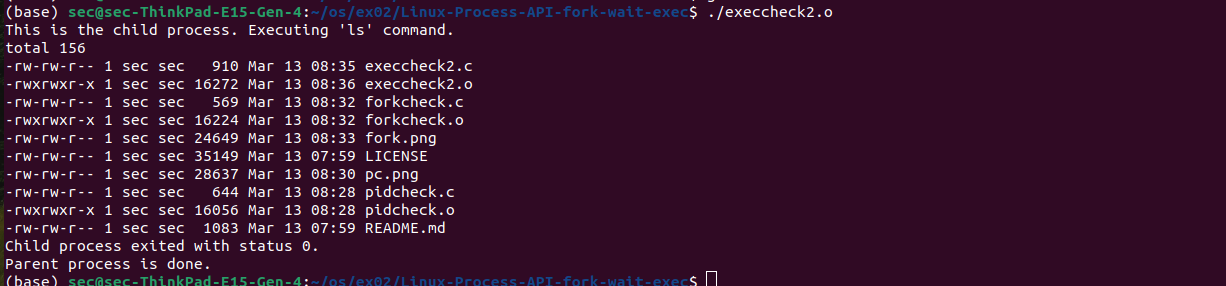 (base) sec@sec-ThinkPad-E15-Gen-4:~/os/ex02/Linux-Process-API-fork-wait-exec$ ./execcheck2.o
This is the child process. Executing 'ls' command.
total 156
-rw-rw-r-- 1 sec sec   910 Mar 13 08:35 execcheck2.c
-rwxrwxr-x 1 sec sec 16272 Mar 13 08:36 execcheck2.o
-rw-rw-r-- 1 sec sec   569 Mar 13 08:32 forkcheck.c
-rwxrwxr-x 1 sec sec 16224 Mar 13 08:32 forkcheck.o
-rw-rw-r-- 1 sec sec 24649 Mar 13 08:33 fork.png
-rw-rw-r-- 1 sec sec 35149 Mar 13 07:59 LICENSE
-rw-rw-r-- 1 sec sec 28637 Mar 13 08:30 pc.png
-rw-rw-r-- 1 sec sec   644 Mar 13 08:28 pidcheck.c
-rwxrwxr-x 1 sec sec 16056 Mar 13 08:28 pidcheck.o
-rw-rw-r-- 1 sec sec  1083 Mar 13 07:59 README.md
Child process exited with status 0.
Parent process is done.
(base) sec@sec-ThinkPad-E15-Gen-4:~/os/ex02/Linux-Process-API-fork-wait-exec$